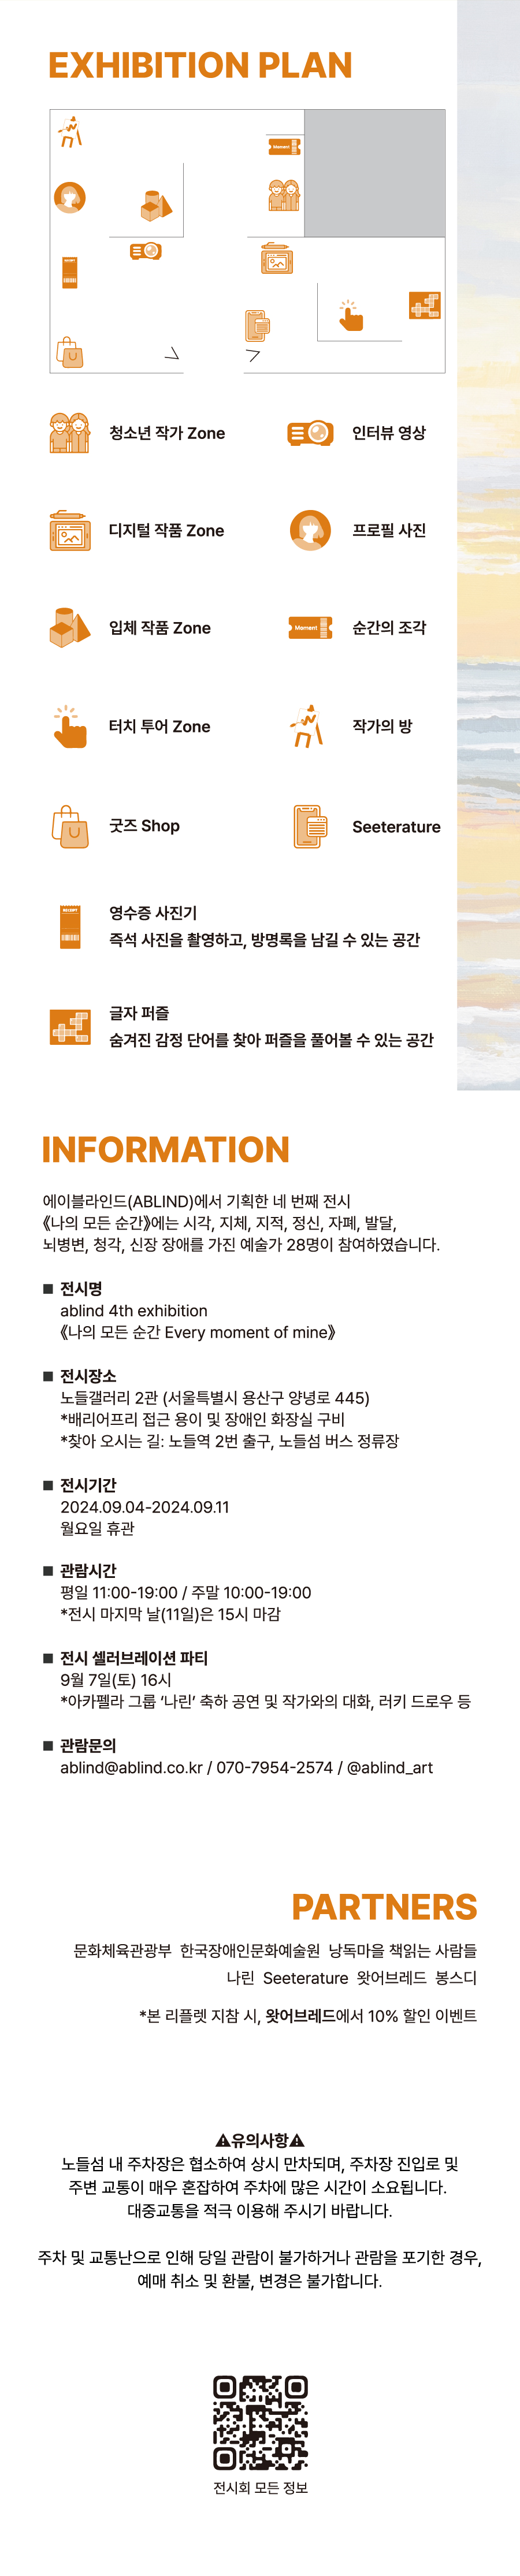 EXHIBITION PLAN
Moment
청소년 작가 Zone
인터뷰 영상
디지털 작품 Zone
프로필 사진
입체 작품 Zone
Moment
순간의 조각
터치 투어 Zone
작가의 방
굿즈 Shop
Seeterature
RECEIPT
영수증 사진기
즉석 사진을 촬영하고, 방명록을 남길 수 있는 공간
글자 퍼즐
숨겨진 감정 단어를 찾아 퍼즐을 풀어볼 수 있는 공간
INFORMATION
에이블라인드(ABLIND)에서 기획한 네 번째 전시
《나의 모든 순간》에는 시각, 지체, 지적, 정신, 자폐, 발달,
뇌병변, 청각, 신장 장애를 가진 예술가 28명이 참여하였습니다.
■ 전시명
ablind 4th exhibition
《나의 모든 순간 Every moment of mine》
■ 전시장소
노들갤러리 2관 (서울특별시 용산구 양녕로 445)
*배리어프리 접근 용이 및 장애인 화장실 구비
*찾아 오시는 길: 노들역 2번 출구, 노들섬 버스 정류장
■ 전시기간
2024.09.04-2024.09.11
월요일 휴관
■ 관람시간
평일 11:00-19:00 / 주말 10:00-19:00
*전시 마지막 날(11일)은 15시 마감
■ 전시 셀러브레이션 파티
9월 7일(토) 16시
*아카펠라 그룹 ‘나린’ 축하 공연 및 작가와의 대화, 러키 드로우 등
■ 관람문의
ablind@ablind.co.kr / 070-7954-2574 / @ablind_art
PARTNERS
문화체육관광부 한국장애인문화예술원 낭독마을 책읽는 사람들
나린 Seeterature 왓어브레드 봉스디
*본 리플렛 지참 시, 왓어브레드에서 10% 할인 이벤트
⚠유의사항⚠
노들섬 내 주차장은 협소하여 상시 만차되며, 주차장 진입로 및
주변 교통이 매우 혼잡하여 주차에 많은 시간이 소요됩니다.
대중교통을 적극 이용해 주시기 바랍니다.
주차 및 교통난으로 인해 당일 관람이 불가하거나 관람을 포기한 경우,
예매 취소 및 환불, 변경은 불가합니다.
전시회 모든 정보